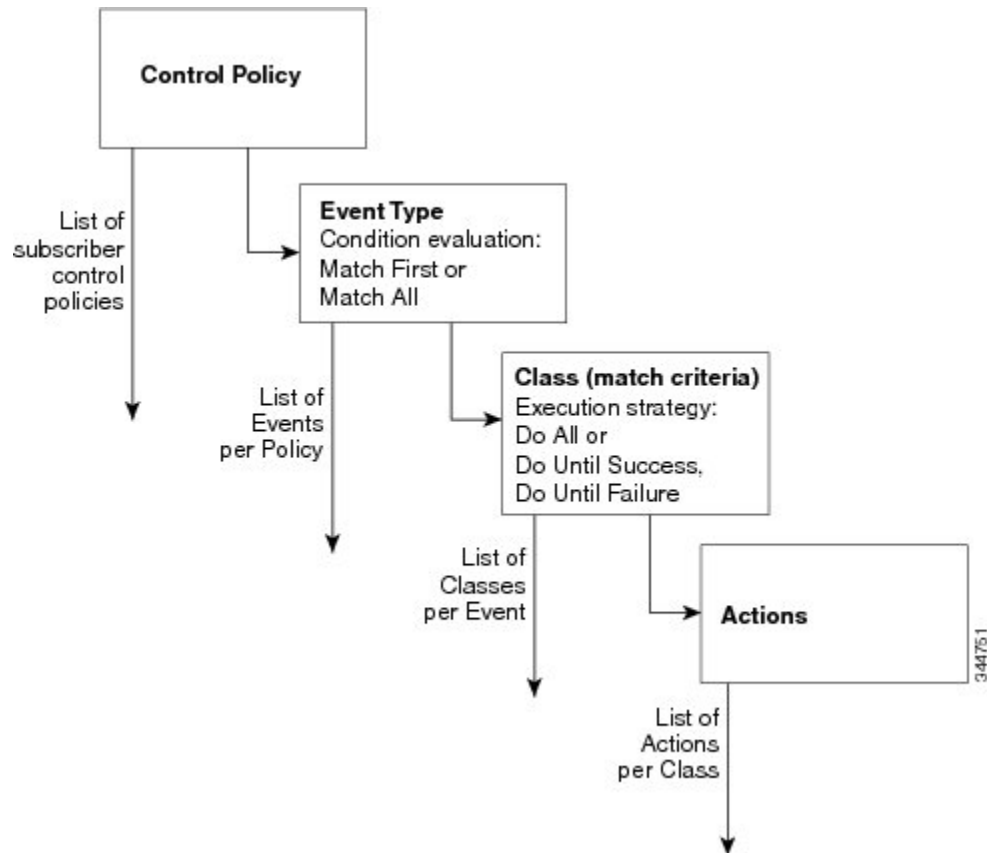 Control Policy
List of
subscriber
control
policies
Event Type
Condition evaluation:
Match First or
Match All
List of
Events
per Policy
Class (match criteria)
Execution strategy:
Do All or
Do Until Success,
Do Until Failure
List of
Classes
per Event
Actions
344751
List of
Actions
per Class